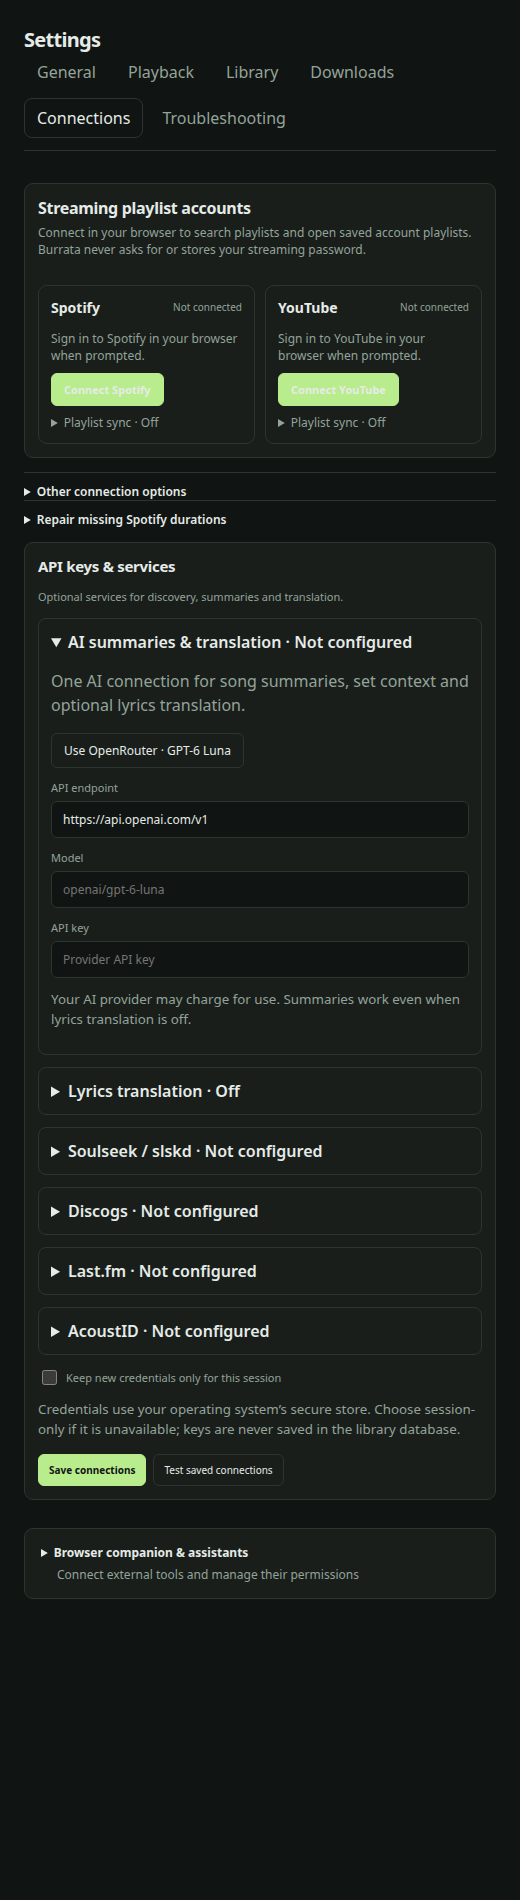 Settings
General Playback Library Downloads
Connections Troubleshooting
Streaming playlist accounts
Connect in your browser to search playlists and open saved account playlists.
Burrata never asks for or stores your streaming password.
Spotify Not connected
Sign in to Spotify in your browser
when prompted.
Connect Spotify
Playlist sync · Off
YouTube Not connected
Sign in to YouTube in your
browser when prompted.
Connect YouTube
Playlist sync · Off
Other connection options
Repair missing Spotify durations
API keys & services
Optional services for discovery, summaries and translation.
AI summaries & translation · Not configured
One AI connection for song summaries, set context and
optional lyrics translation.
Use OpenRouter · GPT-6 Luna
API endpoint
https://api.openai.com/v1
Model
openai/gpt-6-luna
API key
Provider API key
Your AI provider may charge for use. Summaries work even when
lyrics translation is off.
Lyrics translation · Off
Soulseek / slskd · Not configured
Discogs · Not configured
Last.fm · Not configured
AcoustID · Not configured
Keep new credentials only for this session
Credentials use your operating system’s secure store. Choose session-
only if it is unavailable; keys are never saved in the library database.
Save connections Test saved connections
Browser companion & assistants
Connect external tools and manage their permissions